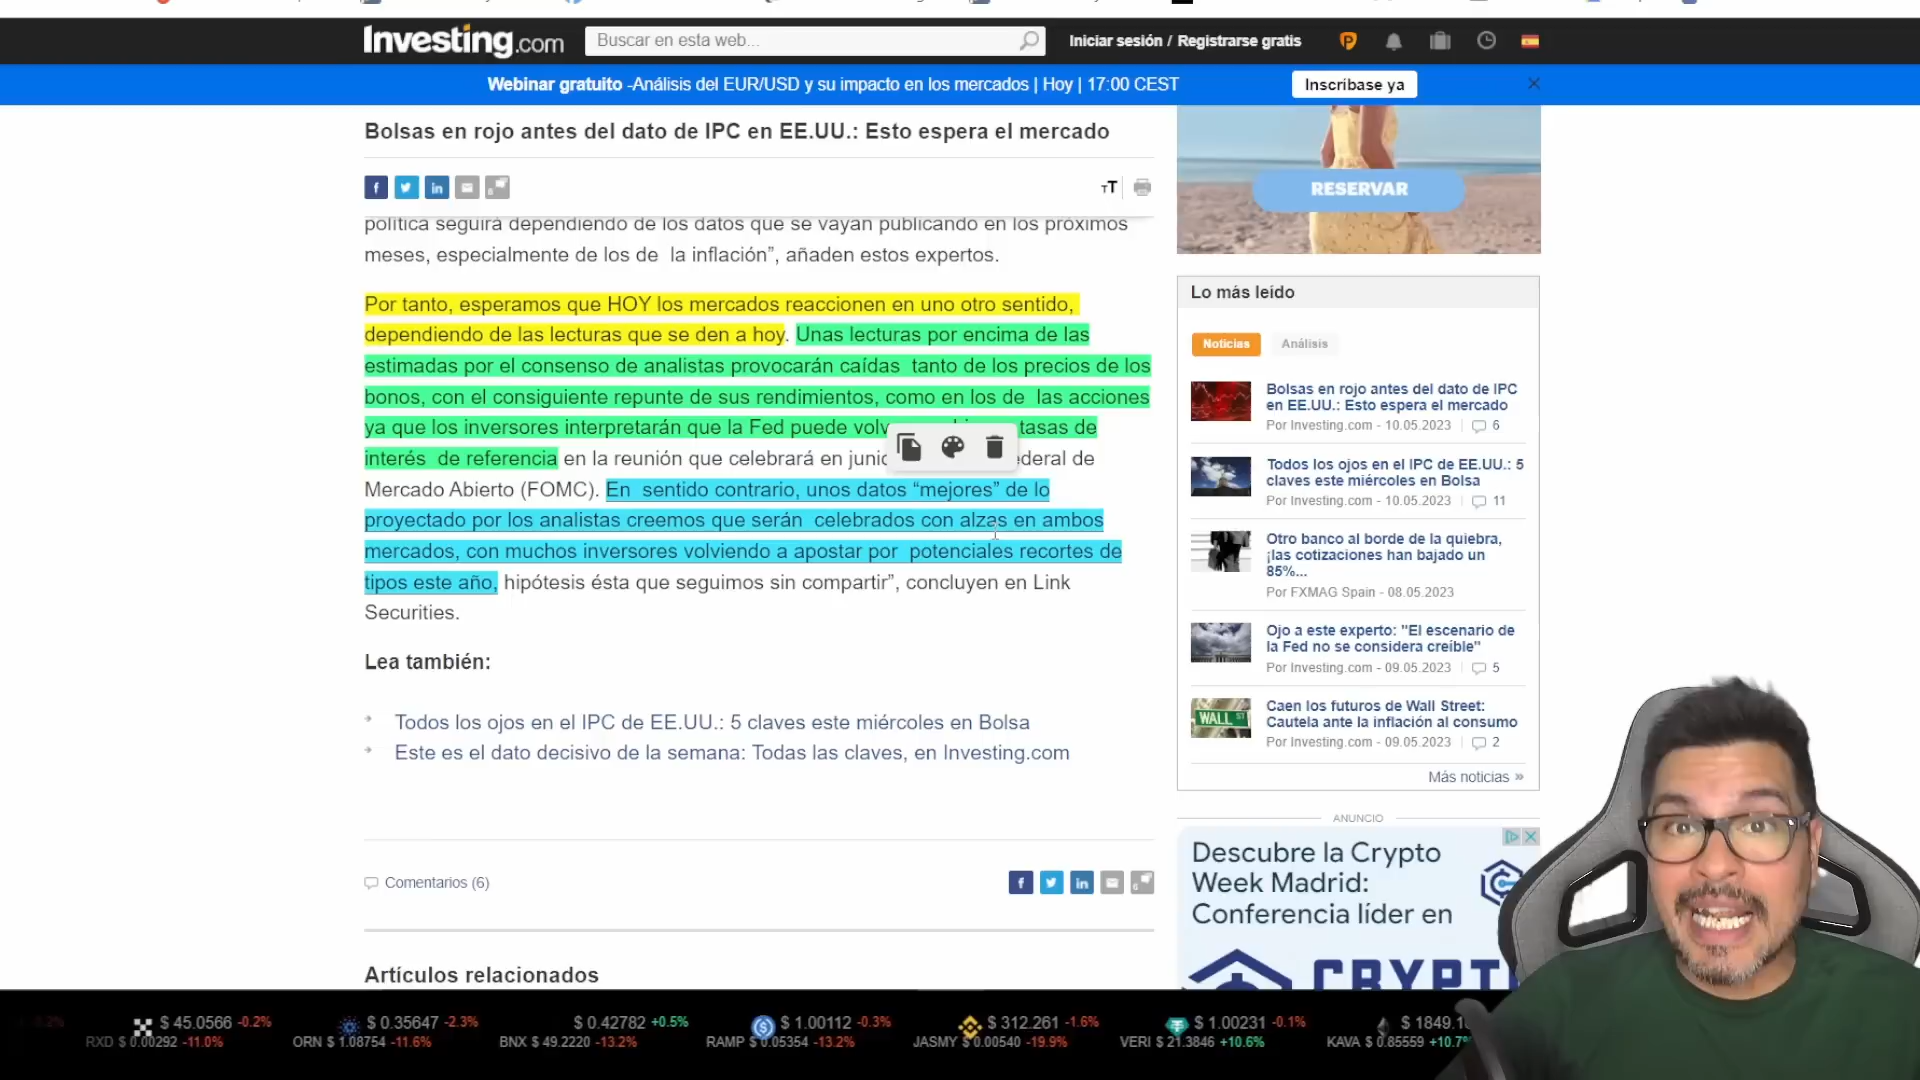 Investing.com
Buscar en esta web...
Iniciar sesión / Registrarse gratis
Webinar gratuito -Análisis del EUR/USD y su impacto en los mercados | Hoy | 17:00 CEST
Inscríbase ya
Bolsas en rojo antes del dato de IPC en EE.UU.: Esto espera el mercado
política seguirá dependiendo de los datos que se vayan publicando en los próximos
meses, especialmente de los de la inflación”, añaden estos expertos.
Por tanto, esperamos que HOY los mercados reaccionen en uno otro sentido,
dependiendo de las lecturas que se den a hoy. Unas lecturas por encima de las
estimadas por el consenso de analistas provocarán caídas tanto de los precios de los
bonos, con el consiguiente repunte de sus rendimientos, como en los de las acciones
ya que los inversores interpretarán que la Fed puede tasas de
interés de referencia en la reunión que celebrará en
Mercado Abierto (FOMC). En sentido contrario, unos datos “mejores” de lo
proyectado por los analistas creemos que serán celebrados con alzas en ambos
mercados, con muchos inversores volviendo a apostar por potenciales recortes de
tipos este año, hipótesis ésta que seguimos sin compartir”, concluyen en Link
Securities.
Lea también:
Todos los ojos en el IPC de EE.UU.: 5 claves este miércoles en Bolsa
Este es el dato decisivo de la semana: Todas las claves, en Investing.com
Comentarios (6)
Artículos relacionados
RESERVAR
Lo más leído
Noticias
Análisis
Bolsas en rojo antes del dato de IPC
en EE.UU.: Esto espera el mercado
Por Investing.com - 10.05.2023 | 6
Todos los ojos en el IPC de EE.UU.: 5
claves este miércoles en Bolsa
Por Investing.com - 10.05.2023 | 11
Otro banco al borde de la quiebra,
¡las cotizaciones han bajado un
85%...
Por FXMAG Spain - 08.05.2023
Ojo a este experto: "El escenario de
la Fed no se considera creíble"
Por Investing.com - 09.05.2023 | 5
WALL ST
Caen los futuros de Wall Street:
Cautela ante la inflación al consumo
Por Investing.com - 09.05.2023 | 2
Más noticias »
ANUNCIO
Descubre la Crypto
Week Madrid:
Conferencia líder en
$ 45.0566 -0.2% $ 0.35647 -2.3% $ 0.42782 +0.5% $ 1.00112 -0.3% $ 312.261 -1.6% $ 1.00231 -0.1%
RXD $ 0.00292 -11.0% ORN $ 1.08754 -11.6% BNX $ 49.2220 -13.2% RAMP $ 0.05354 -13.2% JASMY $ 0.00540 -19.9% VERI $ 21.3846 +10.6% KAVA $ 0.85559